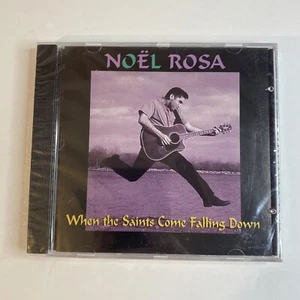 NOËL ROSA
When the Saints Come Falling Down